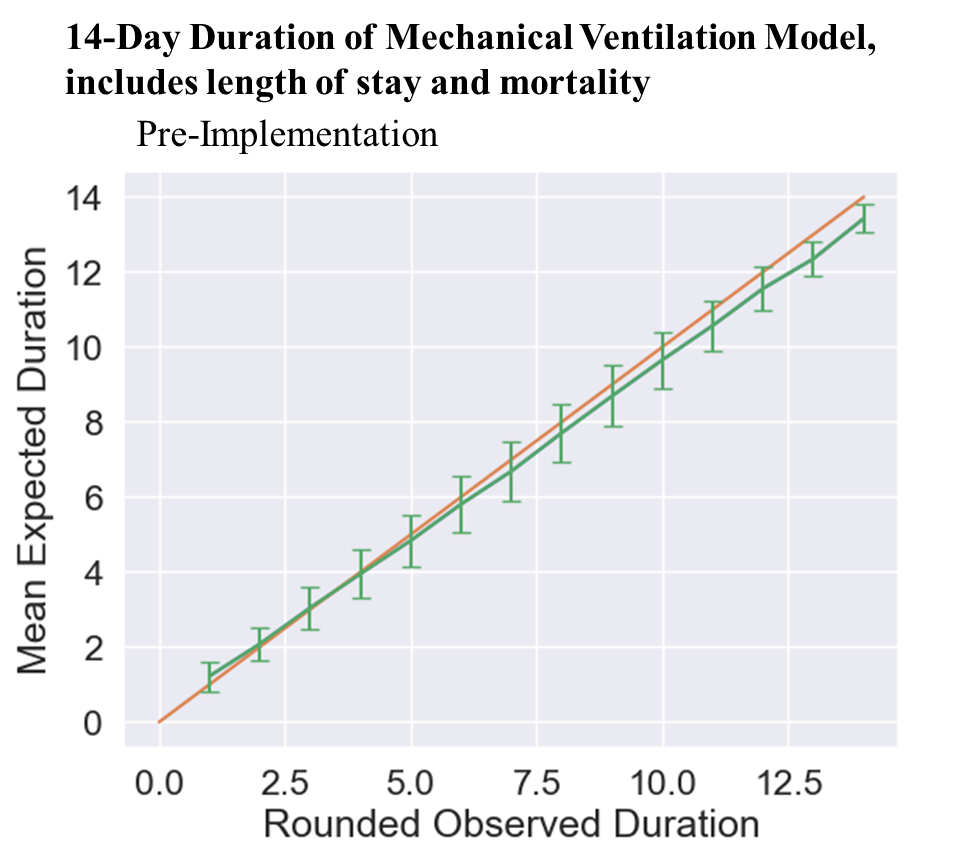 14-Day Duration of Mechanical Ventilation Model,
includes length of stay and mortality
Pre-Implementation
14
12
10
8
6
4
2
0
Mean Expected Duration
0.0 2.5 5.0 7.5 10.0 12.5
Rounded Observed Duration